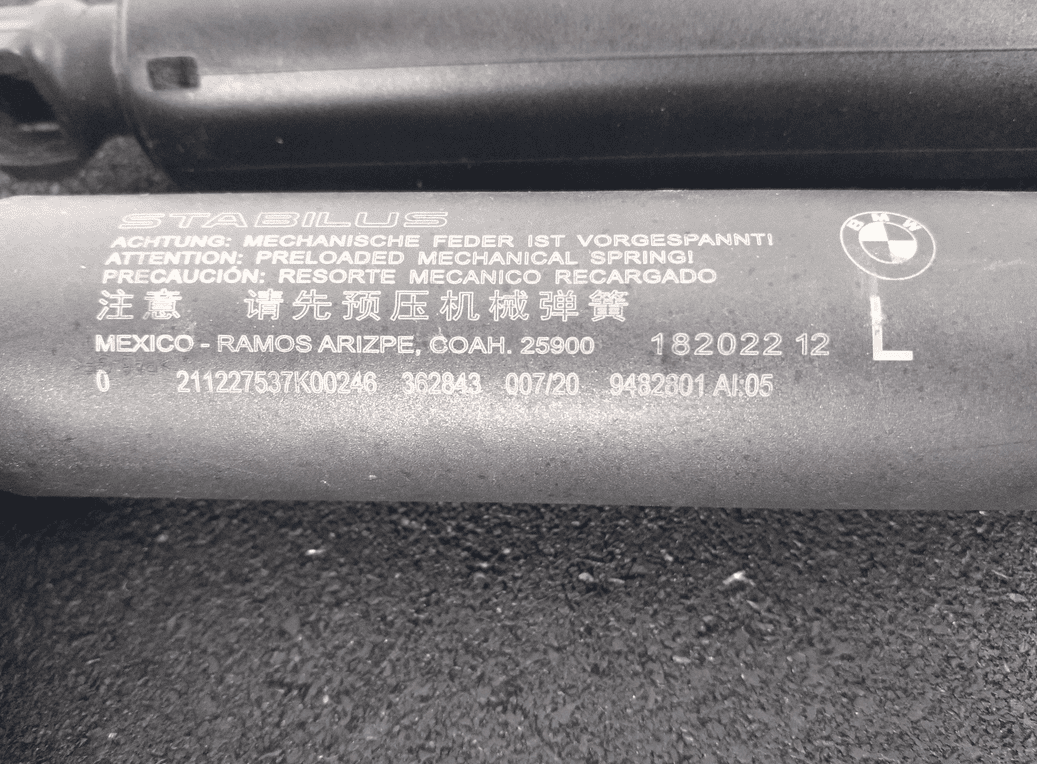 STABILUS
BMW
ACHTUNG: MECHANISCHE FEDER IST VORGESPANNT!
ATTENTION: PRELOADED MECHANICAL SPRING!
PRECAUCIÓN: RESORTE MECANICO RECARGADO
注意 请先预压机械弹簧
MEXICO - RAMOS ARIZPE, COAH. 25900 182022 12
L
0 211227537K00246 362843 007/20 9482801 AI:05